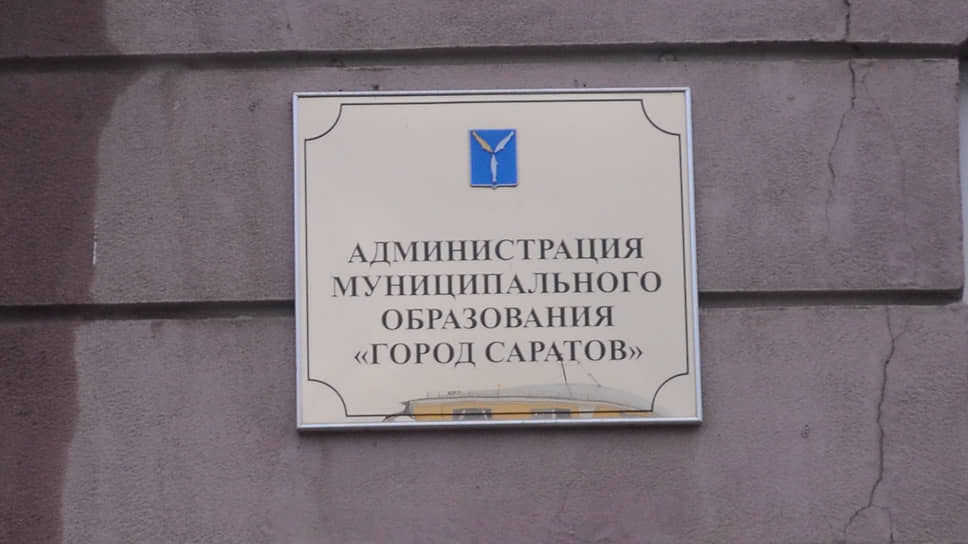 АДМИНИСТРАЦИЯ
МУНИЦИПАЛЬНОГО
ОБРАЗОВАНИЯ
«ГОРОД САРАТОВ»